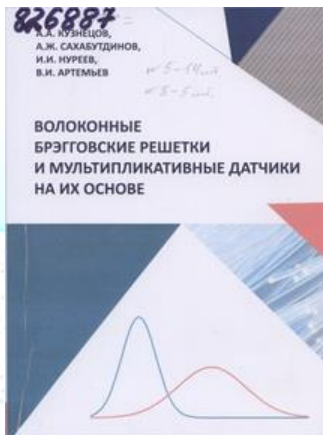 826887
А.А. КУЗНЕЦОВ,
А.Ж. САХАБУТДИНОВ,
И.И. НУРЕЕВ,
В.И. АРТЕМЬЕВ
ВОЛОКОННЫЕ
БРЭГГОВСКИЕ РЕШЕТКИ
И МУЛЬТИПЛИКАТИВНЫЕ ДАТЧИКИ
НА ИХ ОСНОВЕ